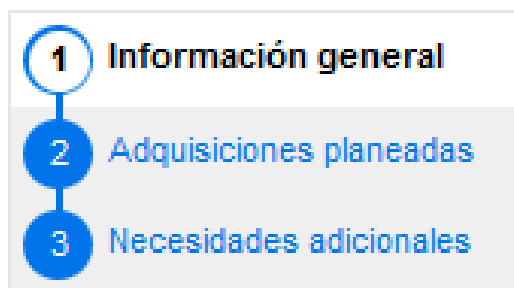 1 Información general
2 Adquisiciones planeadas
3 Necesidades adicionales